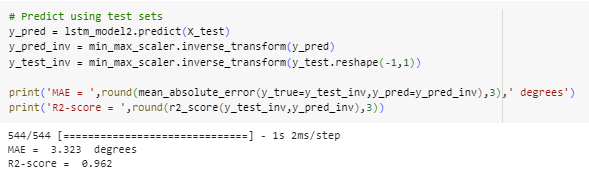 # Predict using test sets
y_pred = lstm_model2.predict(X_test)
y_pred_inv = min_max_scaler.inverse_transform(y_pred)
y_test_inv = min_max_scaler.inverse_transform(y_test.reshape(-1,1))
print('MAE = ',round(mean_absolute_error(y_true=y_test_inv,y_pred=y_pred_inv),3),' degrees')
print('R2-score = ',round(r2_score(y_test_inv,y_pred_inv),3))
544/544 [==============================] - 1s 2ms/step
MAE =  3.323  degrees
R2-score =  0.962